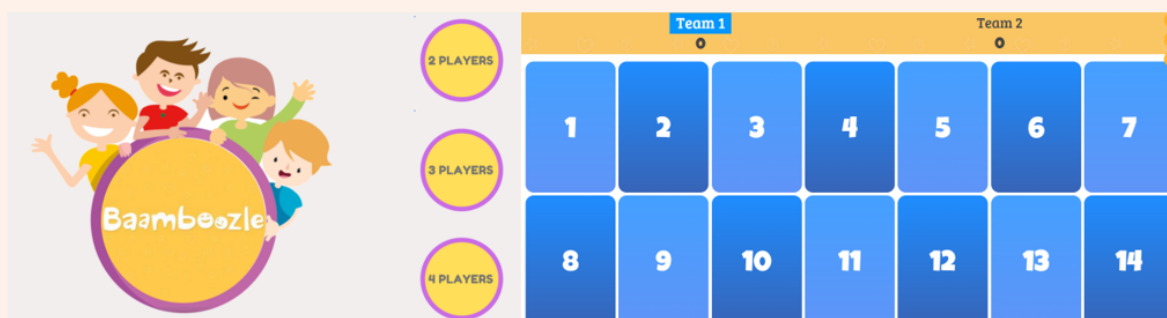 Baamboozle
2 PLAYERS
3 PLAYERS
4 PLAYERS
Team 1
0
Team 2
0
1 2 3 4 5 6 7
8 9 10 11 12 13 14